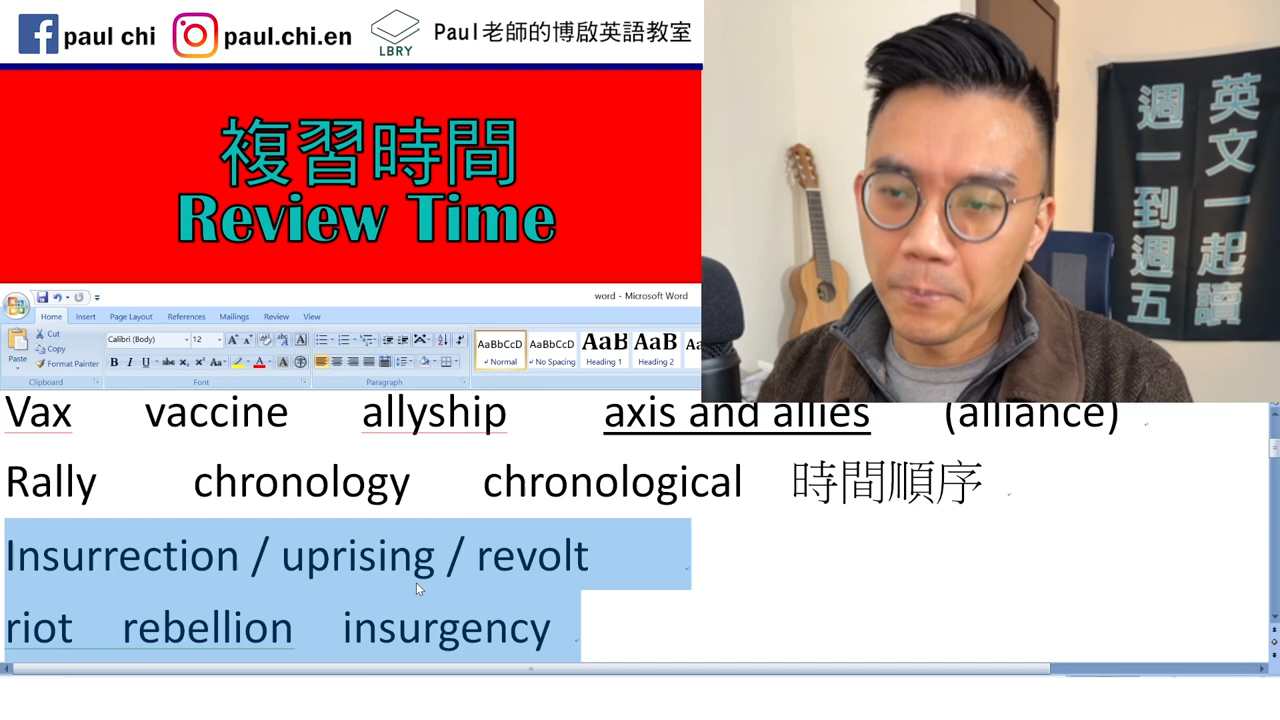 paul chi
paul.chi.en
LBRY
Paul老師的博啟英語教室
複習時間
Review Time
英文一起讀
週一到週五
word - Microsoft Word
Home Insert Page Layout References Mailings Review View
Paste
Cut
Copy
Format Painter
Clipboard
Calibri (Body) 12
Font
Paragraph
AaBbCcD AaBbCcD AaBbC AaBbC AaB
Normal No Spacing Heading 1 Heading 2
Vax vaccine allyship axis and allies (alliance)
Rally chronology chronological 時間順序
Insurrection / uprising / revolt
riot rebellion insurgency